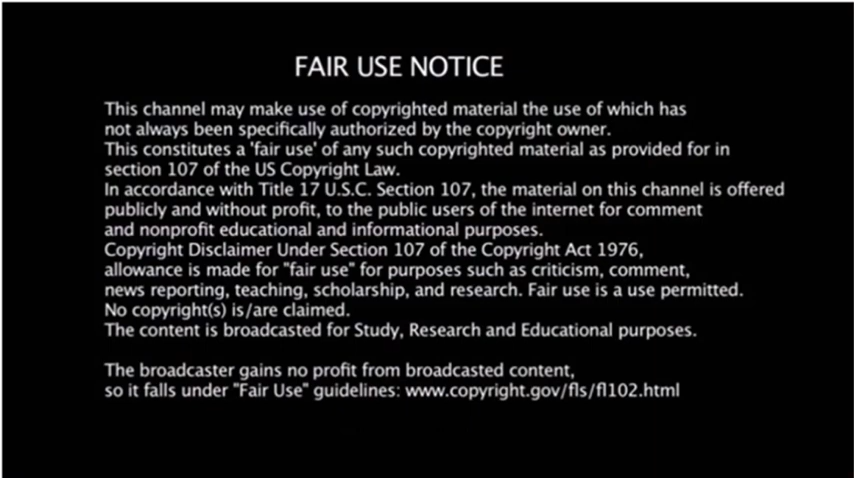 FAIR USE NOTICE
This channel may make use of copyrighted material the use of which has
not always been specifically authorized by the copyright owner.
This constitutes a 'fair use' of any such copyrighted material as provided for in
section 107 of the US Copyright Law.
In accordance with Title 17 U.S.C. Section 107, the material on this channel is offered
publicly and without profit, to the public users of the internet for comment
and nonprofit educational and informational purposes.
Copyright Disclaimer Under Section 107 of the Copyright Act 1976,
allowance is made for "fair use" for purposes such as criticism, comment,
news reporting, teaching, scholarship, and research. Fair use is a use permitted.
No copyright(s) is/are claimed.
The content is broadcasted for Study, Research and Educational purposes.
The broadcaster gains no profit from broadcasted content,
so it falls under "Fair Use" guidelines: www.copyright.gov/fls/fl102.html